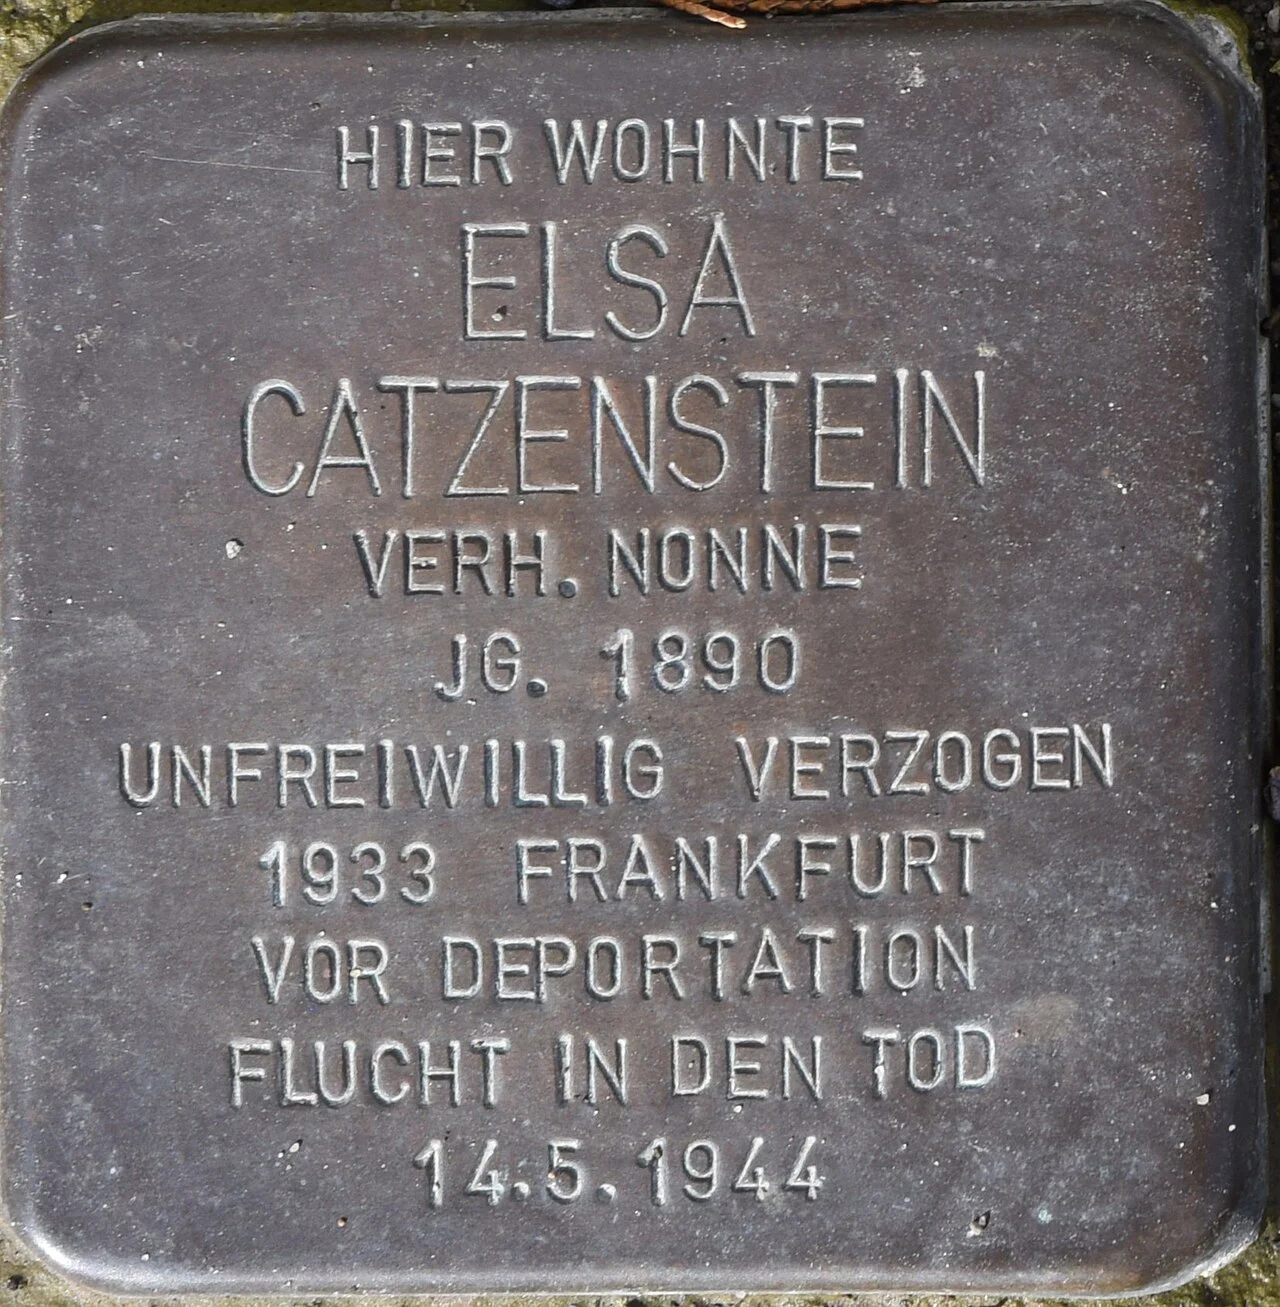 HIER WOHNTE
ELSA
CATZENSTEIN
VERH. NONNE
JG. 1890
UNFREIWILLIG VERZOGEN
1933 FRANKFURT
VOR DEPORTATION
FLUCHT IN DEN TOD
14.5.1944